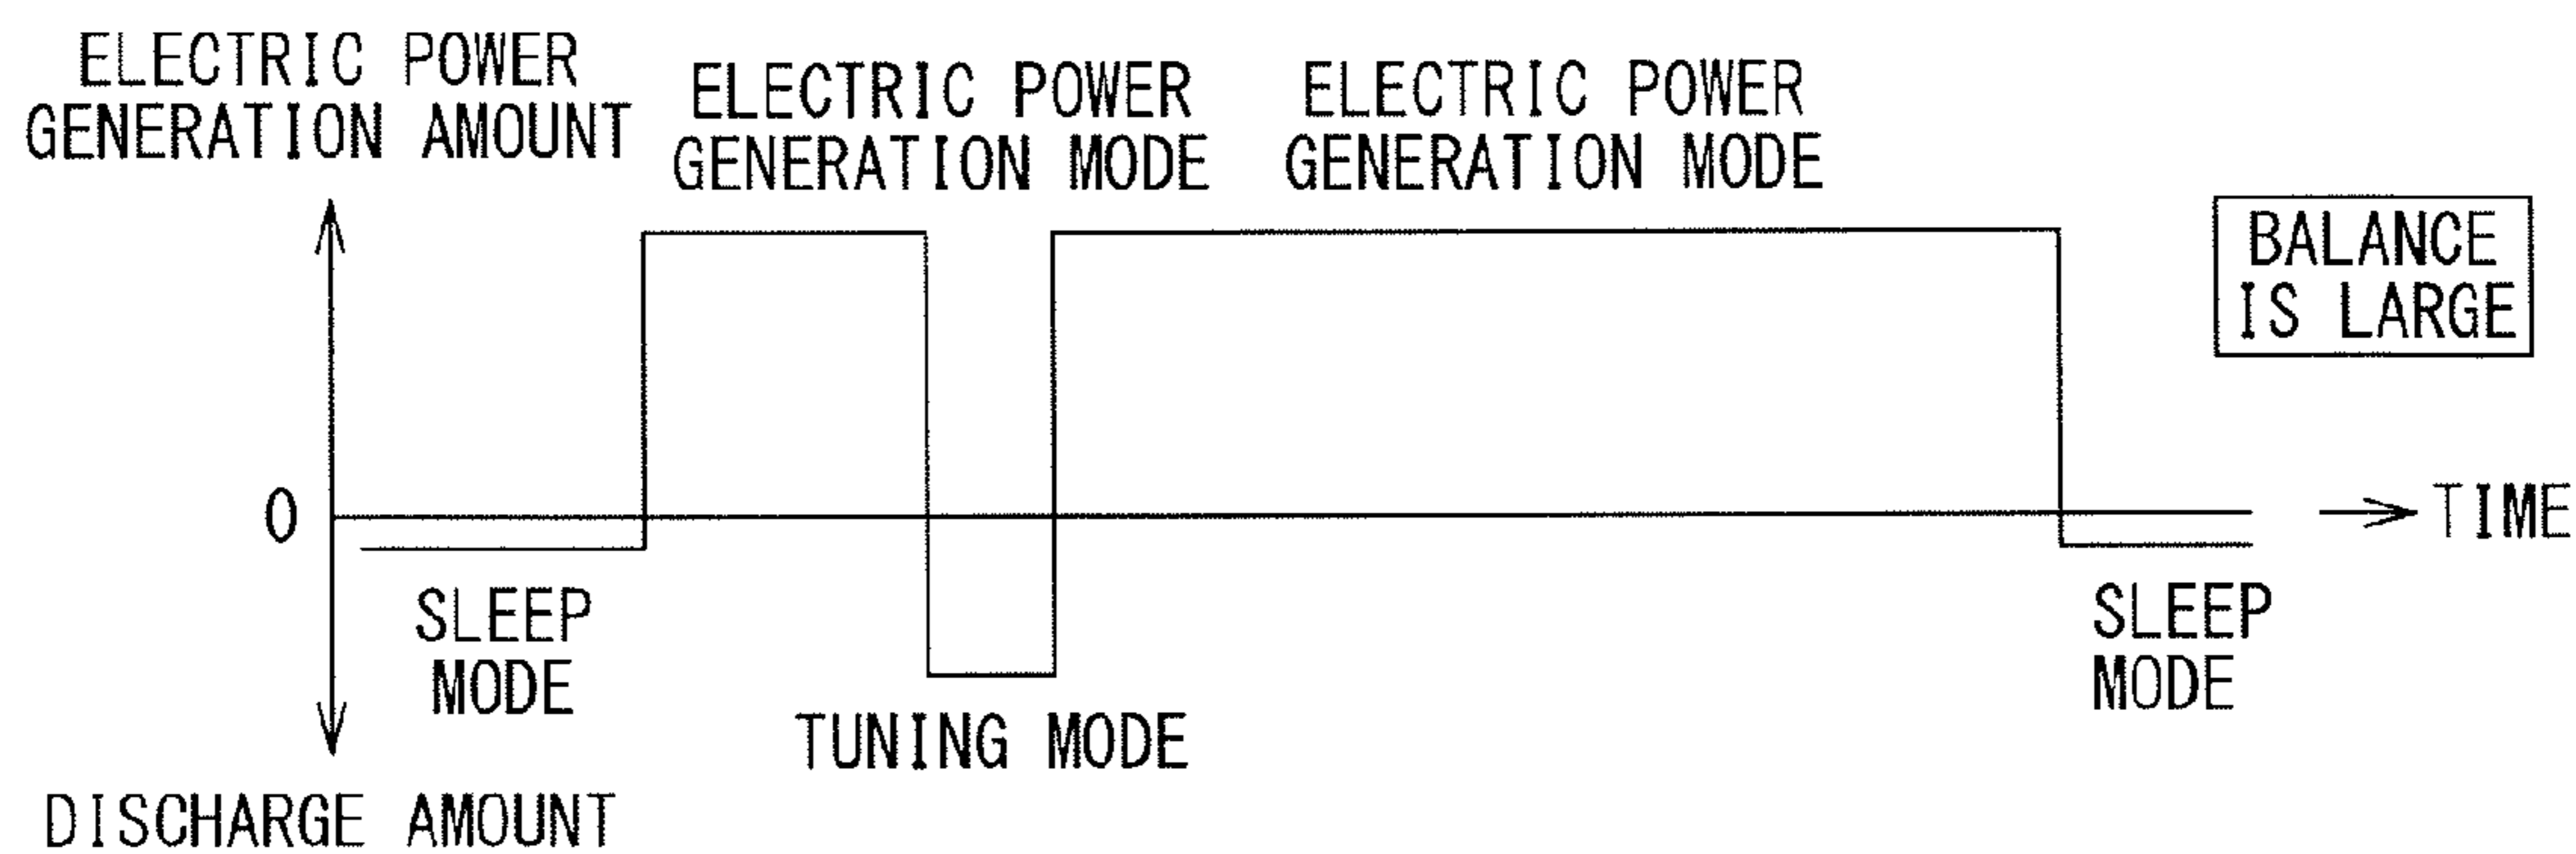 ELECTRIC POWER
GENERATION AMOUNT
ELECTRIC POWER
GENERATION MODE
ELECTRIC POWER
GENERATION MODE
BALANCE
IS LARGE
0
TIME
SLEEP
MODE
TUNING MODE
SLEEP
MODE
DISCHARGE AMOUNT